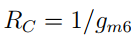 R_C = 1/g_{m6}